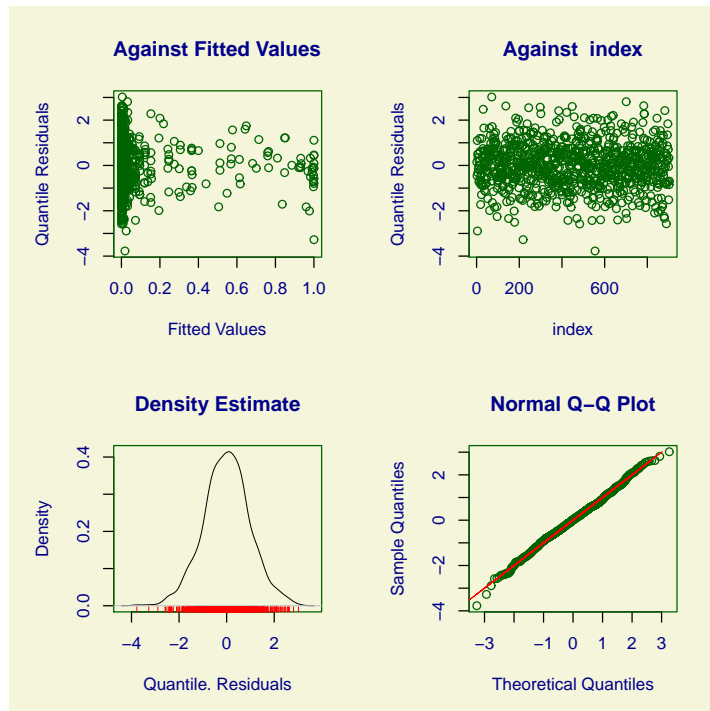 Against Fitted Values
Quantile Residuals
2
0
−2
−4
0.0 0.2 0.4 0.6 0.8 1.0
Fitted Values
Against index
Quantile Residuals
2
0
−2
−4
0 200 600
index
Density Estimate
Density
0.4
0.2
0.0
−4 −2 0 2
Quantile. Residuals
Normal Q−Q Plot
Sample Quantiles
2
0
−2
−4
−3 −1 0 1 2 3
Theoretical Quantiles